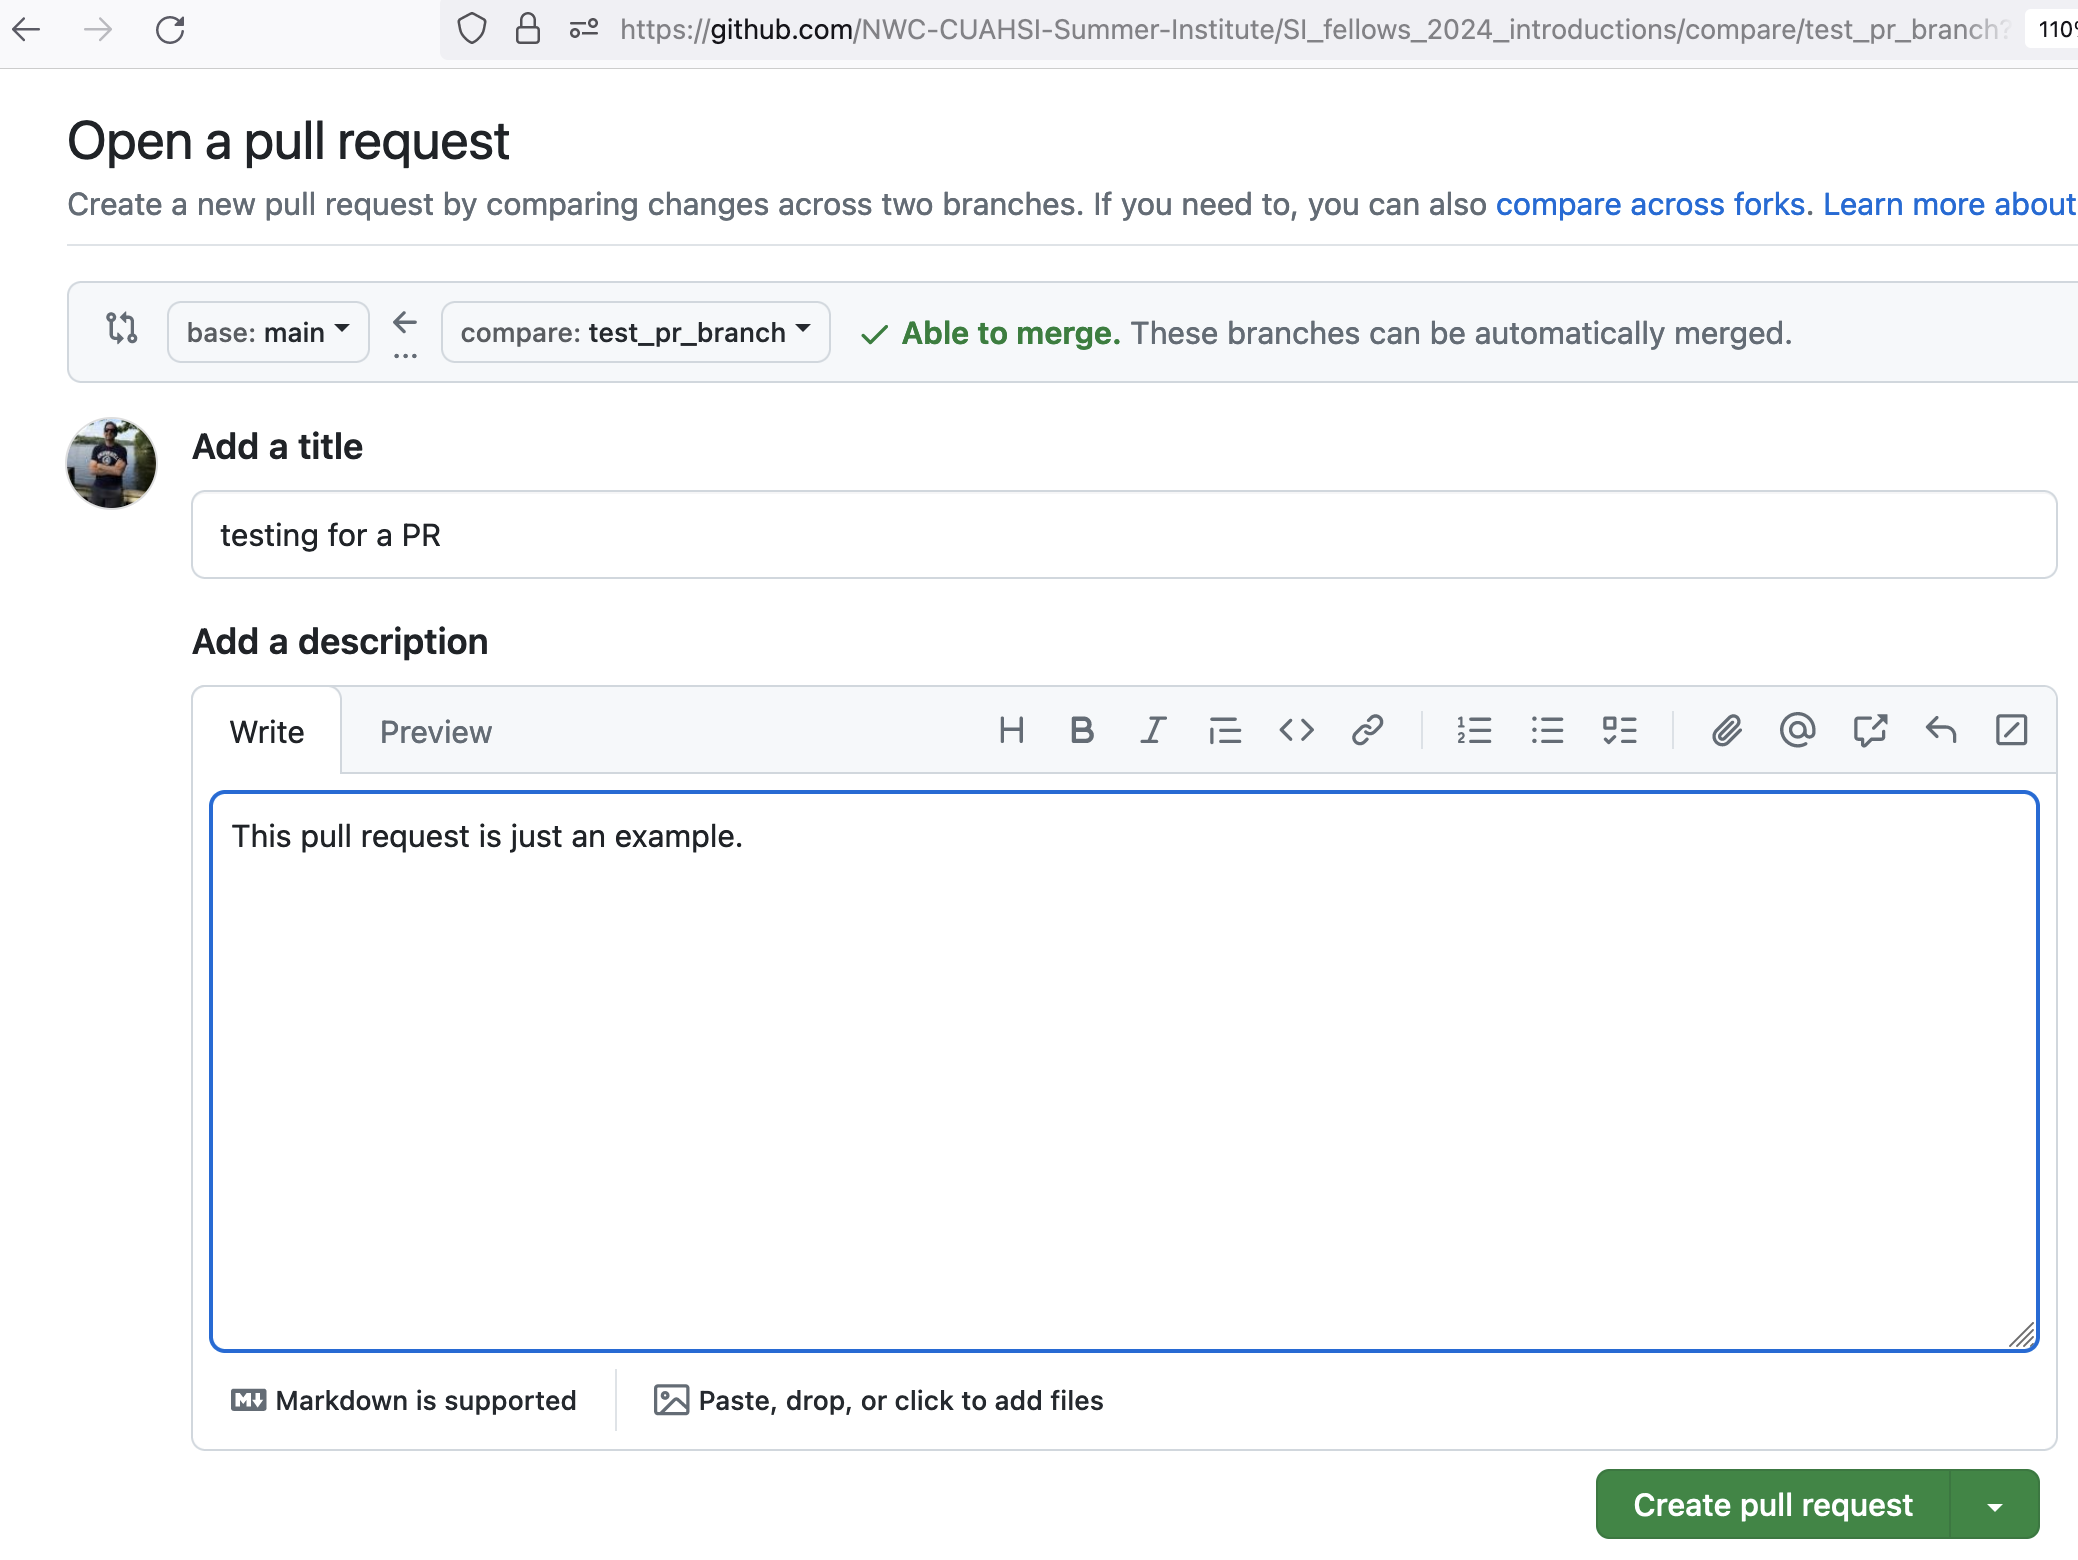 https://github.com/NWC-CUAHSI-Summer-Institute/SI_fellows_2024_introductions/compare/test_pr_branch?
110%
Open a pull request
Create a new pull request by comparing changes across two branches. If you need to, you can also compare across forks. Learn more about
base: main
compare: test_pr_branch
Able to merge. These branches can be automatically merged.
Add a title
testing for a PR
Add a description
Write
Preview
This pull request is just an example.
Markdown is supported
Paste, drop, or click to add files
Create pull request